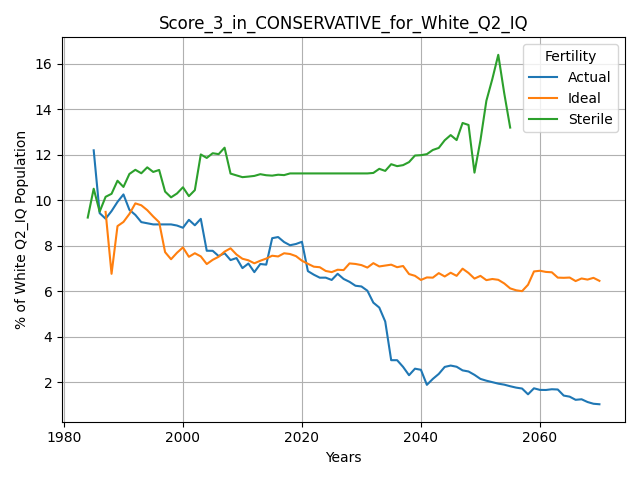 Score_3_in_CONSERVATIVE_for_White_Q2_IQ
Fertility
Actual
Ideal
Sterile
% of White Q2_IQ Population
16
14
12
10
8
6
4
2
1980
2000
2020
2040
2060
Years